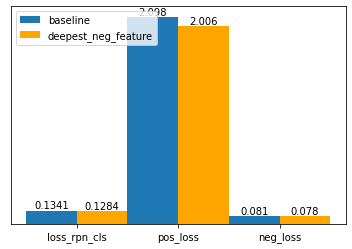 baseline
deepest_neg_feature
2.098
2.006
0.1341
0.1284
0.081
0.078
loss_rpn_cls
pos_loss
neg_loss